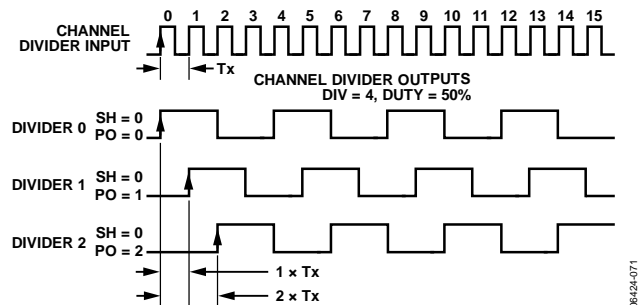 0 1 2 3 4 5 6 7 8 9 10 11 12 13 14 15
CHANNEL
DIVIDER INPUT
Tx
CHANNEL DIVIDER OUTPUTS
DIV = 4, DUTY = 50%
DIVIDER 0 SH = 0
PO = 0
DIVIDER 1 SH = 0
PO = 1
DIVIDER 2 SH = 0
PO = 2
1 × Tx
2 × Tx
06424-071